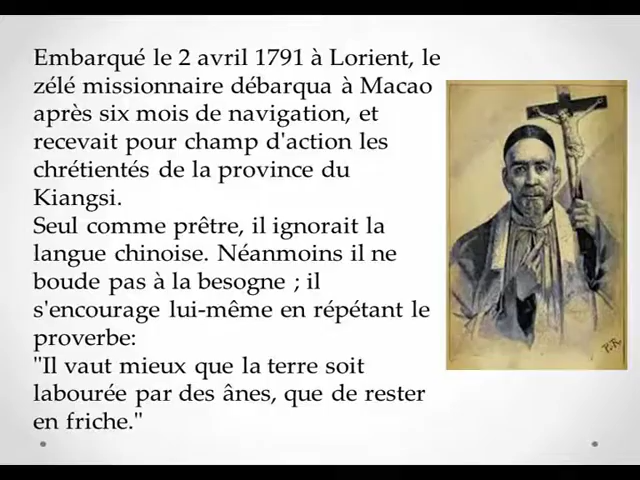 Embarqué le 2 avril 1791 à Lorient, le
zélé missionnaire débarqua à Macao
après six mois de navigation, et
recevait pour champ d'action les
chrétientés de la province du
Kiangsi.
Seul comme prêtre, il ignorait la
langue chinoise. Néanmoins il ne
boude pas à la besogne ; il
s'encourage lui-même en répétant le
proverbe:
"Il vaut mieux que la terre soit
labourée par des ânes, que de rester
en friche."
P.R.